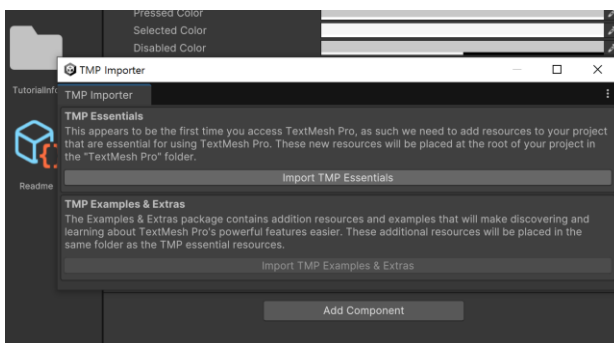 Pressed Color
Selected Color
Disabled Color
TMP Importer
TutorialInfo
TMP Importer
TMP Essentials
This appears to be the first time you access TextMesh Pro, as such we need to add resources to your project
that are essential for using TextMesh Pro. These new resources will be placed at the root of your project in
the "TextMesh Pro" folder.
Import TMP Essentials
Readme
TMP Examples & Extras
The Examples & Extras package contains addition resources and examples that will make discovering and
learning about TextMesh Pro's powerful features easier. These additional resources will be placed in the
same folder as the TMP essential resources.
Import TMP Examples & Extras
Add Component